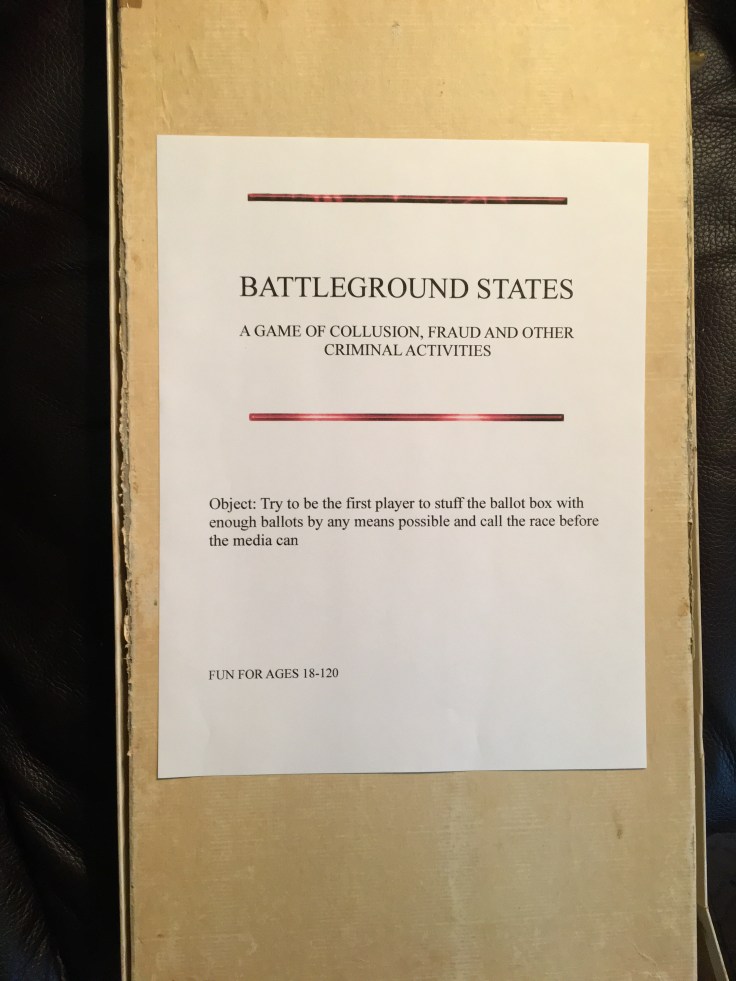 BATTLEGROUND STATES
A GAME OF COLLUSION, FRAUD AND OTHER
CRIMINAL ACTIVITIES
Object: Try to be the first player to stuff the ballot box with
enough ballots by any means possible and call the race before
the media can
FUN FOR AGES 18-120